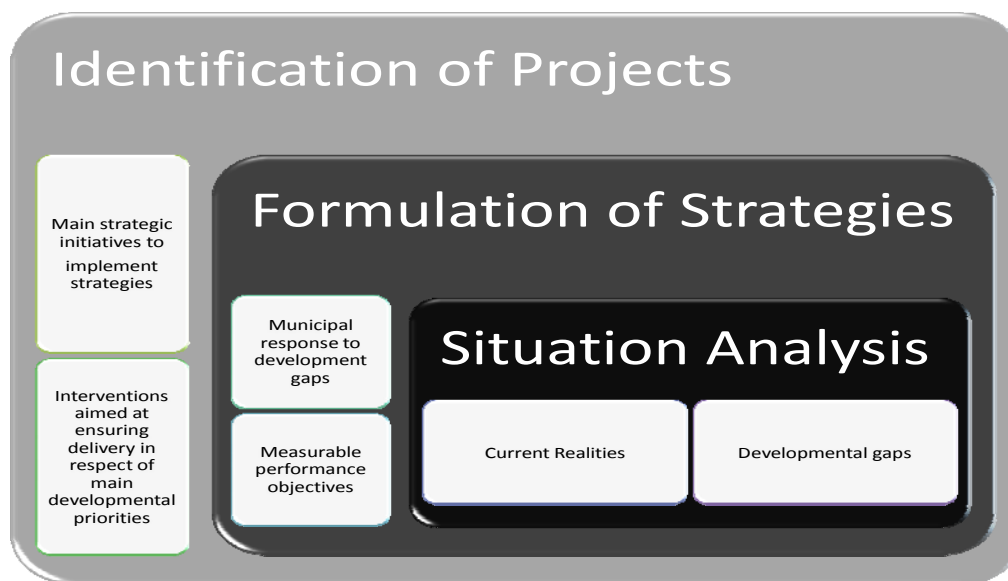 Identification of Projects
Main strategic
initiatives to
implement
strategies
Interventions
aimed at
ensuring
delivery in
respect of
main
developmental
priorities
Formulation of Strategies
Municipal
response to
development
gaps
Measurable
performance
objectives
Situation Analysis
Current Realities
Developmental gaps